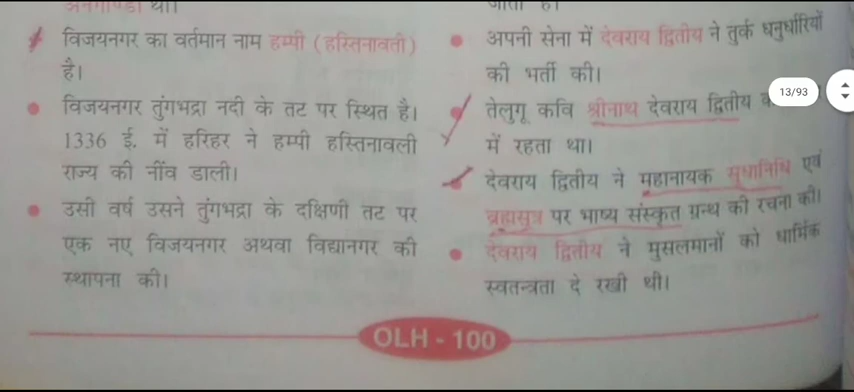 था।
विजयनगर का वर्तमान नाम हम्पी (हस्तिनावती)
है।
विजयनगर तुंगभद्रा नदी के तट पर स्थित है।
1336 ई. में हरिहर ने हम्पी हस्तिनावली
राज्य की नींव डाली।
उसी वर्ष उसने तुंगभद्रा के दक्षिणी तट पर
एक नए विजयनगर अथवा विद्यानगर की
स्थापना की।
जाता है।
अपनी सेना में देवराय द्वितीय ने तुर्क धनुर्धारियों
की भर्ती की।
तेलुगू कवि श्रीनाथ देवराय द्वितीय
में रहता था।
देवराय द्वितीय ने महानायक सुधानिधि एवं
ब्रह्मसुत्र पर भाष्य संस्कृत ग्रन्थ की रचना की।
देवराय द्वितीय ने मुसलमानों को धार्मिक
स्वतन्त्रता दे रखी थी।
13/93
OLH - 100